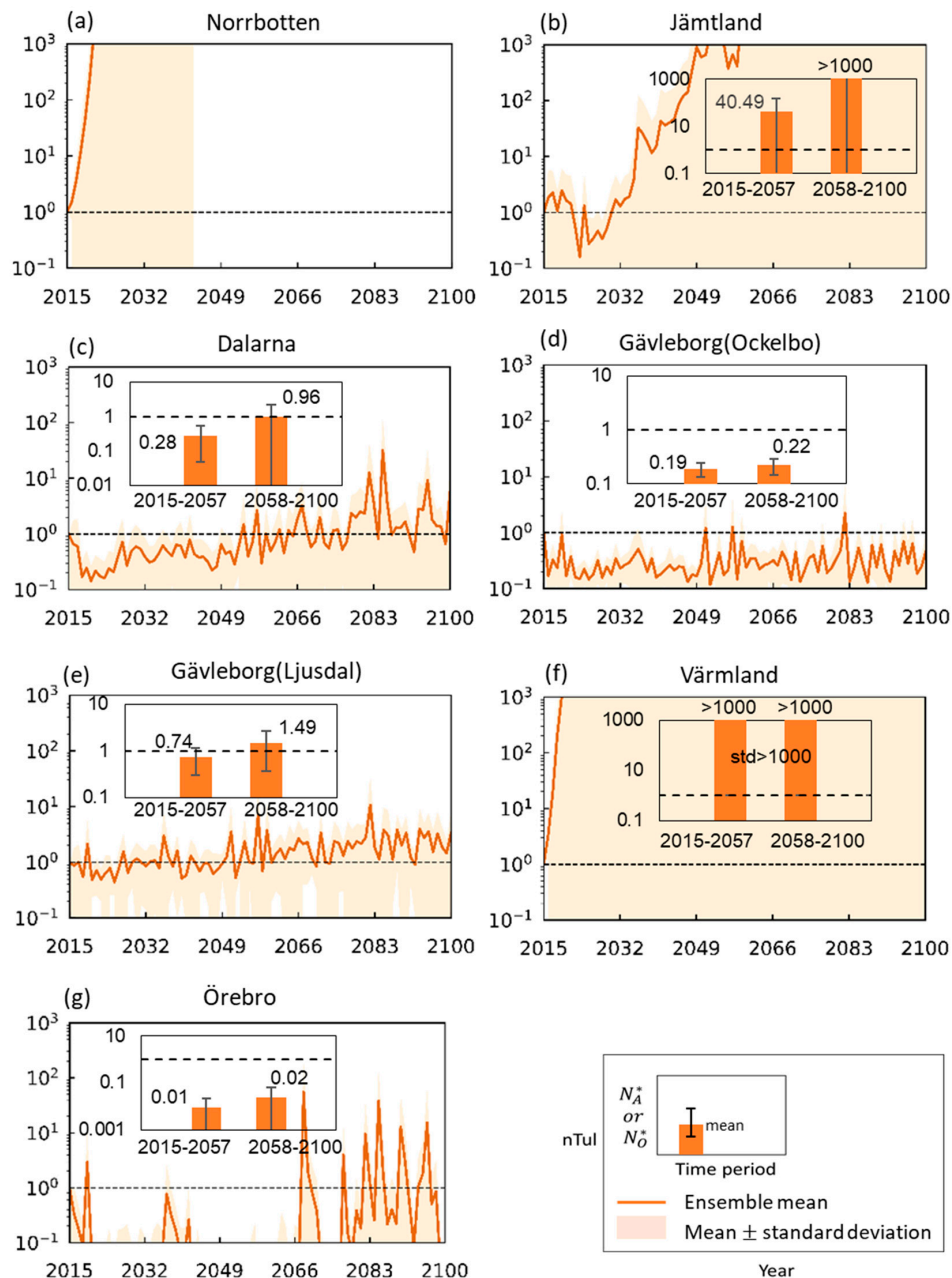 (a) Norrbotten
10³
10²
10¹
10⁰
10⁻¹
2015 2032 2049 2066 2083 2100
(b) Jämtland
10³
10²
10¹
10⁰
10⁻¹
>1000
1000
40.49
10
0.1
2015-2057 2058-2100
2015 2032 2049 2066 2083 2100
(c) Dalarna
10³
10²
10¹
10⁰
10⁻¹
10
1
0.1
0.01
0.28
0.96
2015-2057 2058-2100
2015 2032 2049 2066 2083 2100
(d) Gävleborg(Ockelbo)
10³
10²
10¹
10⁰
10⁻¹
10
1
0.1
0.19
0.22
2015-2057 2058-2100
2015 2032 2049 2066 2083 2100
(e) Gävleborg(Ljusdal)
10³
10²
10¹
10⁰
10⁻¹
10
1
0.1
0.74
1.49
2015-2057 2058-2100
2015 2032 2049 2066 2083 2100
(f) Värmland
10³
10²
10¹
10⁰
10⁻¹
>1000 >1000
1000
std>1000
10
0.1
2015-2057 2058-2100
2015 2032 2049 2066 2083 2100
(g) Örebro
10³
10²
10¹
10⁰
10⁻¹
10
0.1
0.001
0.01
0.02
2015-2057 2058-2100
2015 2032 2049 2066 2083 2100
nTul
N*A
or
N*O
mean
Time period
Ensemble mean
Mean ± standard deviation
Year